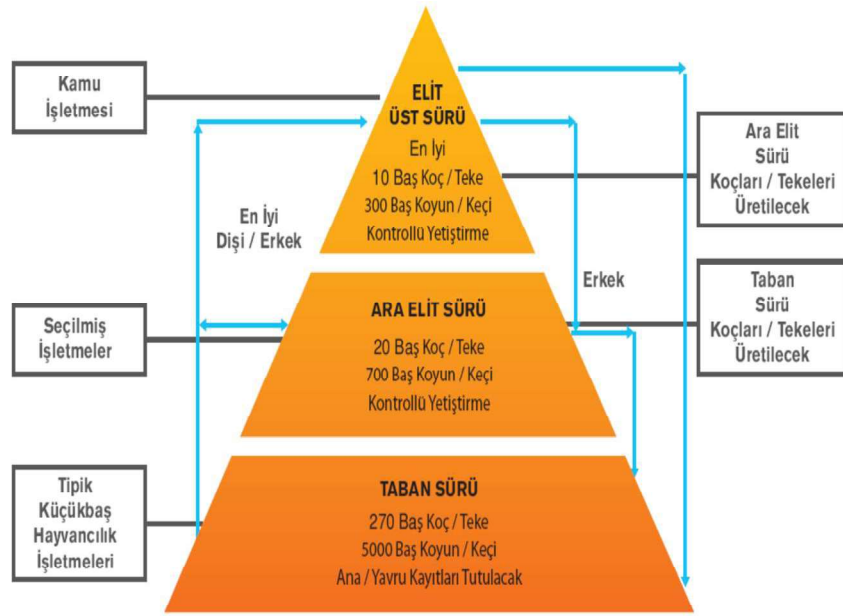 Kamu
İşletmesi
ELİT
ÜST SÜRÜ
En İyi
10 Baş Koç / Teke
300 Baş Koyun / Keçi
Kontrollü Yetiştirme
Ara Elit
Sürü
Koçları / Tekeleri
Üretilecek
En İyi
Dişi / Erkek
Erkek
Seçilmiş
İşletmeler
ARA ELİT SÜRÜ
20 Baş Koç / Teke
700 Baş Koyun / Keçi
Kontrollü Yetiştirme
Taban
Sürü
Koçları / Tekeleri
Üretilecek
Tipik
Küçükbaş
Hayvancılık
İşletmeleri
TABAN SÜRÜ
270 Baş Koç / Teke
5000 Baş Koyun / Keçi
Ana / Yavru Kayıtları Tutulacak